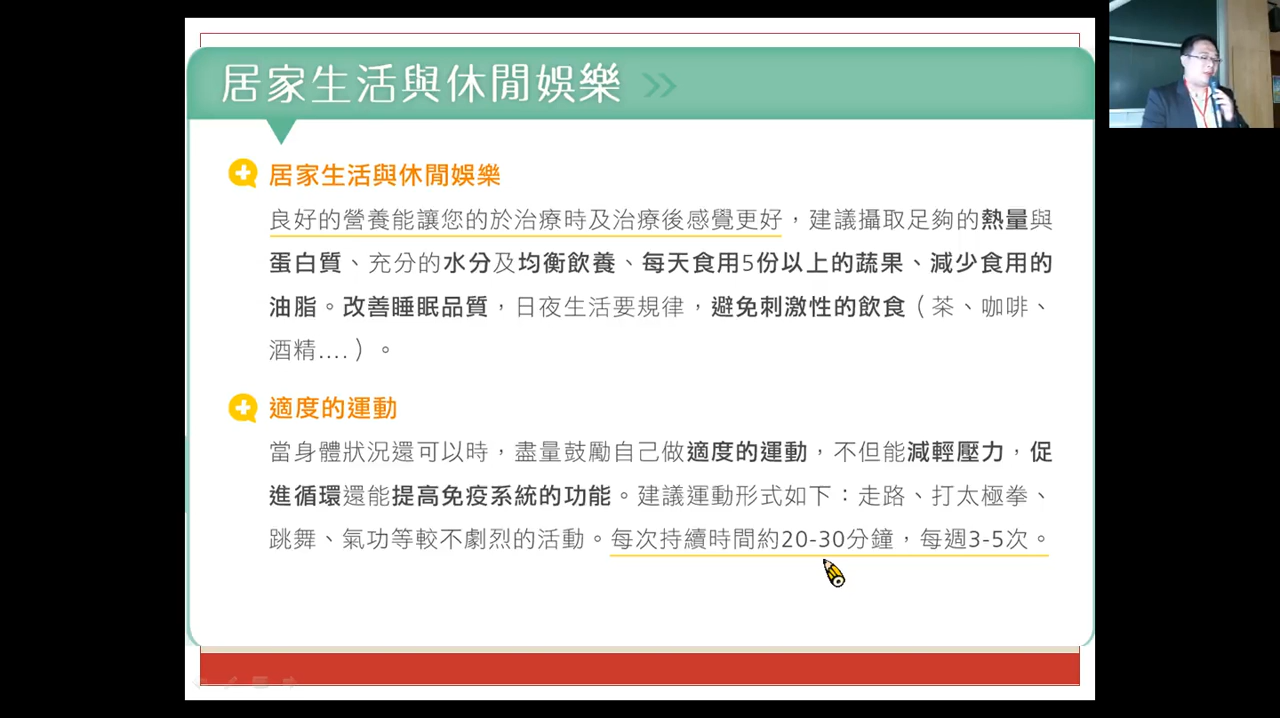 居家生活與休閒娛樂
居家生活與休閒娛樂
良好的營養能讓您的於治療時及治療後感覺更好，建議攝取足夠的熱量與
蛋白質、充分的水分及均衡飲養、每天食用5份以上的蔬果、減少食用的
油脂。改善睡眠品質，日夜生活要規律，避免刺激性的飲食（茶、咖啡、
酒精....）。
適度的運動
當身體狀況還可以時，盡量鼓勵自己做適度的運動，不但能減輕壓力，促
進循環還能提高免疫系統的功能。建議運動形式如下：走路、打太極拳、
跳舞、氣功等較不劇烈的活動。每次持續時間約20-30分鐘，每週3-5次。